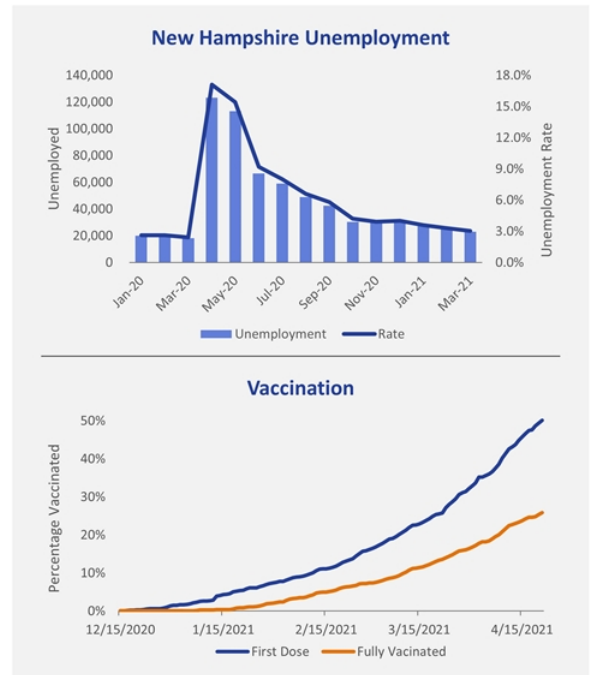 New Hampshire Unemployment
140,000
120,000
100,000
80,000
60,000
40,000
20,000
0
Unemployed
18.0%
15.0%
12.0%
9.0%
6.0%
3.0%
0.0%
Unemployment Rate
Jan-20
Mar-20
May-20
Jul-20
Sep-20
Nov-20
Jan-21
Mar-21
Unemployment Rate
Vaccination
50%
40%
30%
20%
10%
0%
Percentage Vaccinated
12/15/2020 1/15/2021 2/15/2021 3/15/2021 4/15/2021
First Dose Fully Vacinated